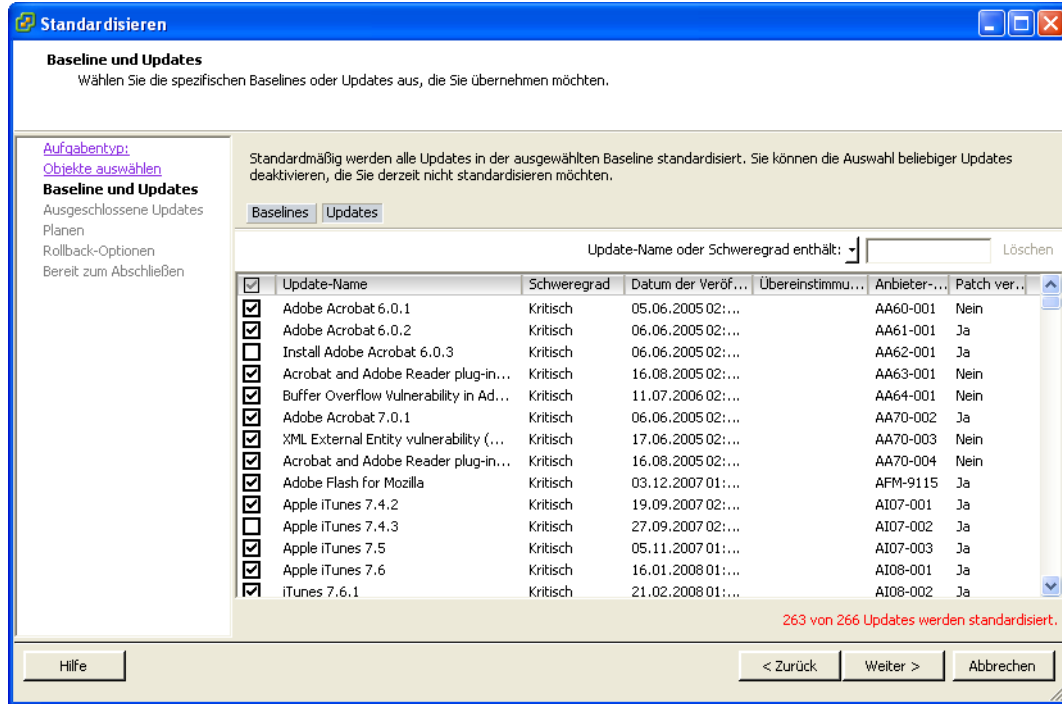 Standardisieren
Baseline und Updates
Wählen Sie die spezifischen Baselines oder Updates aus, die Sie übernehmen möchten.
Aufgabentyp:
Objekte auswählen
Baseline und Updates
Ausgeschlossene Updates
Planen
Rollback-Optionen
Bereit zum Abschließen
Standardmäßig werden alle Updates in der ausgewählten Baseline standardisiert. Sie können die Auswahl beliebiger Updates
deaktivieren, die Sie derzeit nicht standardisieren möchten.
Baselines Updates
Update-Name oder Schweregrad enthält: Löschen
Update-Name Schweregrad Datum der Veröf... Übereinstimmu... Anbieter-... Patch ver..
Adobe Acrobat 6.0.1 Kritisch 05.06.2005 02:... AA60-001 Nein
Adobe Acrobat 6.0.2 Kritisch 06.06.2005 02:... AA61-001 Ja
Install Adobe Acrobat 6.0.3 Kritisch 06.06.2005 02:... AA62-001 Ja
Acrobat and Adobe Reader plug-in... Kritisch 16.08.2005 02:... AA63-001 Nein
Buffer Overflow Vulnerability in Ad... Kritisch 11.07.2006 02:... AA64-001 Nein
Adobe Acrobat 7.0.1 Kritisch 06.06.2005 02:... AA70-002 Ja
XML External Entity vulnerability (... Kritisch 17.06.2005 02:... AA70-003 Nein
Acrobat and Adobe Reader plug-in... Kritisch 16.08.2005 02:... AA70-004 Nein
Adobe Flash for Mozilla Kritisch 03.12.2007 01:... AFM-9115 Ja
Apple iTunes 7.4.2 Kritisch 19.09.2007 02:... AI07-001 Ja
Apple iTunes 7.4.3 Kritisch 27.09.2007 02:... AI07-002 Ja
Apple iTunes 7.5 Kritisch 05.11.2007 01:... AI07-003 Ja
Apple iTunes 7.6 Kritisch 16.01.2008 01:... AI08-001 Ja
iTunes 7.6.1 Kritisch 21.02.2008 01:... AI08-002 Ja
263 von 266 Updates werden standardisiert.
Hilfe < Zurück Weiter > Abbrechen